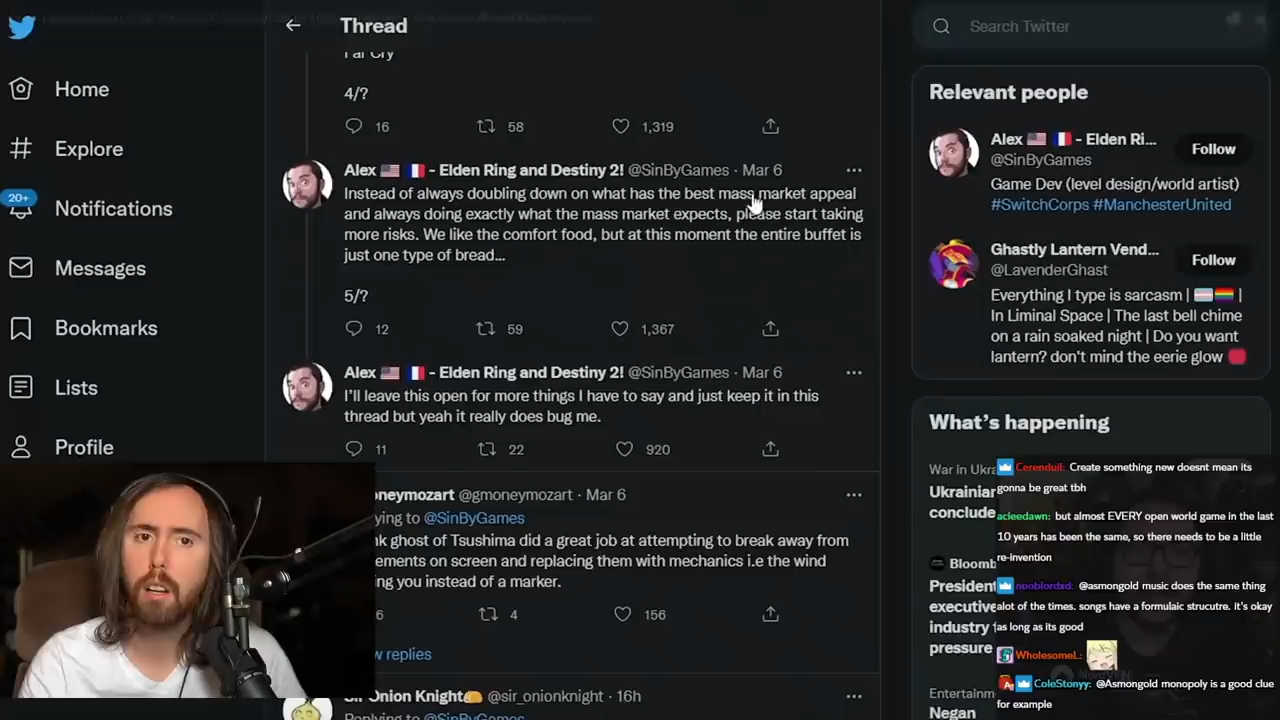 Thread
Search Twitter
Home
Explore
20+
Notifications
Messages
Bookmarks
Lists
Profile
Far Cry
4/?
16 58 1,319
Alex 🇺🇸 🇫🇷 - Elden Ring and Destiny 2! @SinByGames · Mar 6
Instead of always doubling down on what has the best mass market appeal
and always doing exactly what the mass market expects, please start taking
more risks. We like the comfort food, but at this moment the entire buffet is
just one type of bread...
5/?
12 59 1,367
Alex 🇺🇸 🇫🇷 - Elden Ring and Destiny 2! @SinByGames · Mar 6
I'll leave this open for more things I have to say and just keep it in this
thread but yeah it really does bug me.
11 22 920
oneymozart @gmoneymozart · Mar 6
ying to @SinByGames
nk ghost of Tsushima did a great job at attempting to break away from
ements on screen and replacing them with mechanics i.e the wind
ing you instead of a marker.
6 4 156
w replies
Sir Onion Knight🧅 @sir_onionknight · 16h
Replying to @SinByGames
Relevant people
Alex 🇺🇸 🇫🇷 - Elden Ri...
Follow
@SinByGames
Game Dev (level design/world artist)
#SwitchCorps #ManchesterUnited
Ghastly Lantern Vend...
Follow
@LavenderGhast
Everything I type is sarcasm | 🏳️‍⚧️🏳️‍🌈 |
In Liminal Space | The last bell chime
on a rain soaked night | Do you want
lantern? don't mind the eerie glow
What's happening
War in Ukra
Ukrainian
conclude
Bloomb
President
executive
industry
pressure
Entertainm
Negan
Cerenduil: Create something new doesnt mean its
gonna be great tbh
acleedawn: but almost EVERY open world game in the last
10 years has been the same, so there needs to be a little
re-invention
nooblordxd: @asmongold music does the same thing
alot of the times. songs have a formulaic strucutre. it's okay
as long as its good
WholesomeL:
ColeStonyy: @Asmongold monopoly is a good clue
for example